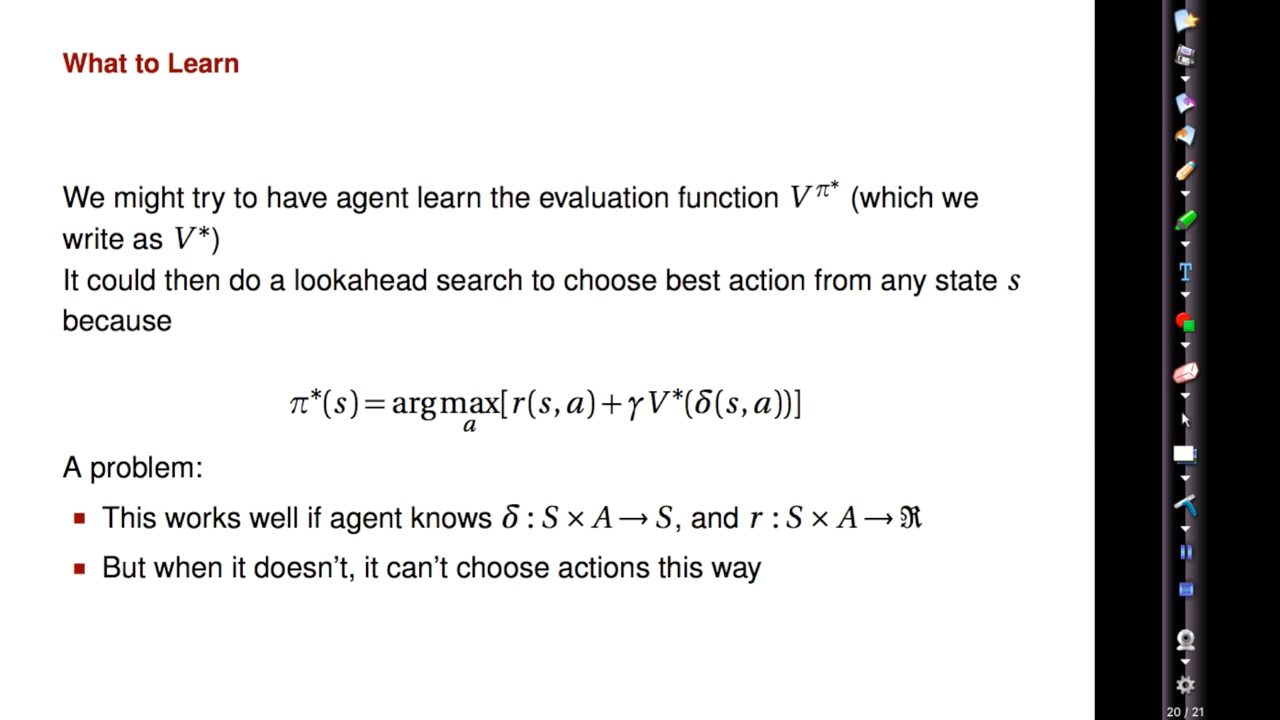 What to Learn
We might try to have agent learn the evaluation function V^{π*} (which we
write as V*)
It could then do a lookahead search to choose best action from any state s
because
π*(s) = argmax_a[r(s, a) + γV*(δ(s, a))]
A problem:
■ This works well if agent knows δ : S × A → S, and r : S × A → ℜ
■ But when it doesn't, it can't choose actions this way
T
20 / 21